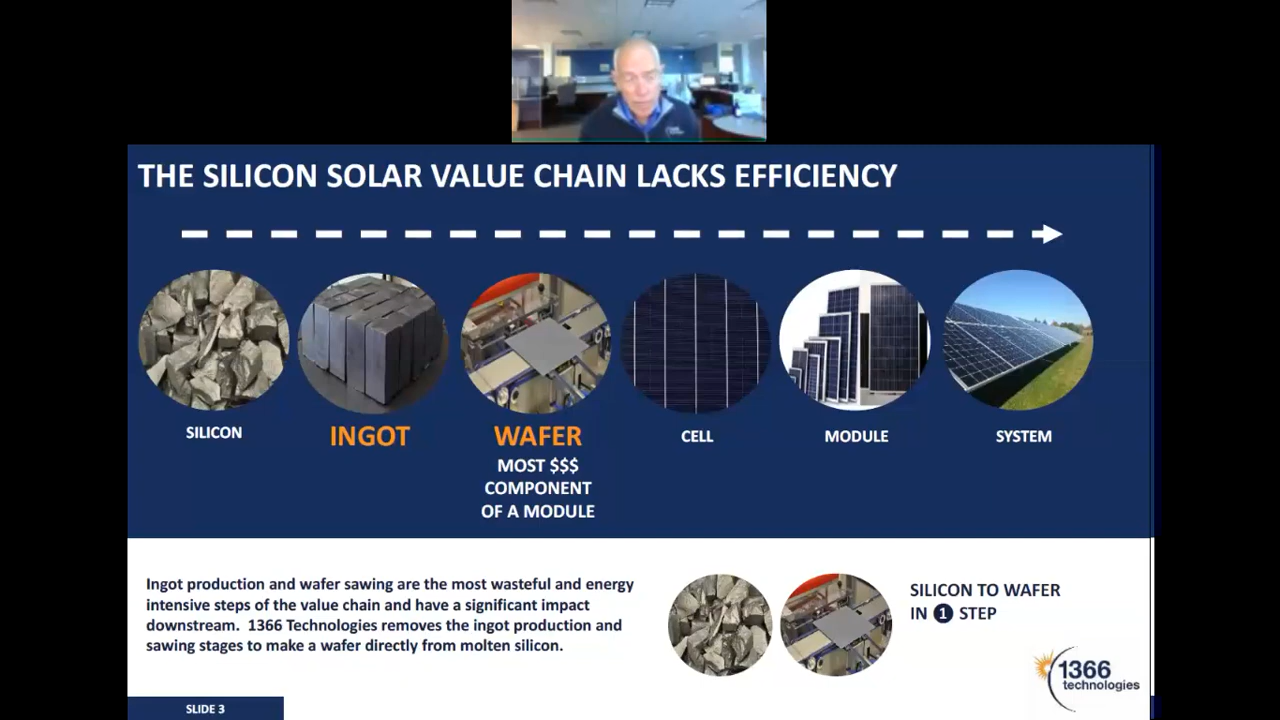 THE SILICON SOLAR VALUE CHAIN LACKS EFFICIENCY
SILICON
INGOT
WAFER
MOST $$$
COMPONENT
OF A MODULE
CELL
MODULE
SYSTEM
Ingot production and wafer sawing are the most wasteful and energy
intensive steps of the value chain and have a significant impact
downstream. 1366 Technologies removes the ingot production and
sawing stages to make a wafer directly from molten silicon.
SILICON TO WAFER
IN 1 STEP
1366
technologies
SLIDE 3